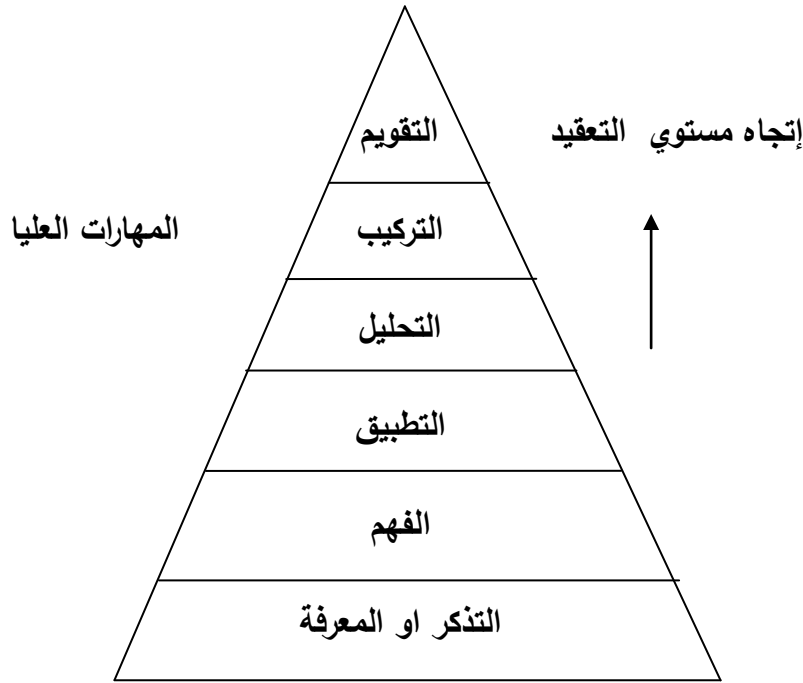 التقويم
إتجاه مستوي التعقيد
المهارات العليا
التركيب
التحليل
التطبيق
الفهم
التذكر او المعرفة